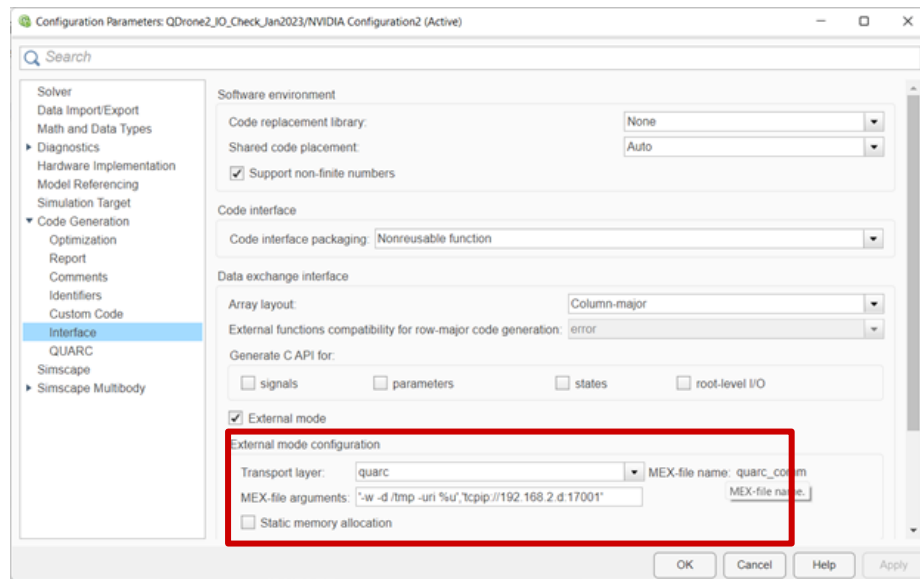 Configuration Parameters: QDrone2_IO_Check_Jan2023/NVIDIA Configuration2 (Active)
Search
Solver
Data Import/Export
Math and Data Types
Diagnostics
Hardware Implementation
Model Referencing
Simulation Target
Code Generation
Optimization
Report
Comments
Identifiers
Custom Code
Interface
QUARC
Simscape
Simscape Multibody
Software environment
Code replacement library: None
Shared code placement: Auto
Support non-finite numbers
Code interface
Code interface packaging: Nonreusable function
Data exchange interface
Array layout: Column-major
External functions compatibility for row-major code generation: error
Generate C API for:
signals parameters states root-level I/O
External mode
External mode configuration
Transport layer: quarc MEX-file name: quarc_comm
MEX-file arguments: '-w -d /tmp -uri %u','tcpip://192.168.2.d:17001' MEX-file name.
Static memory allocation
OK Cancel Help Apply